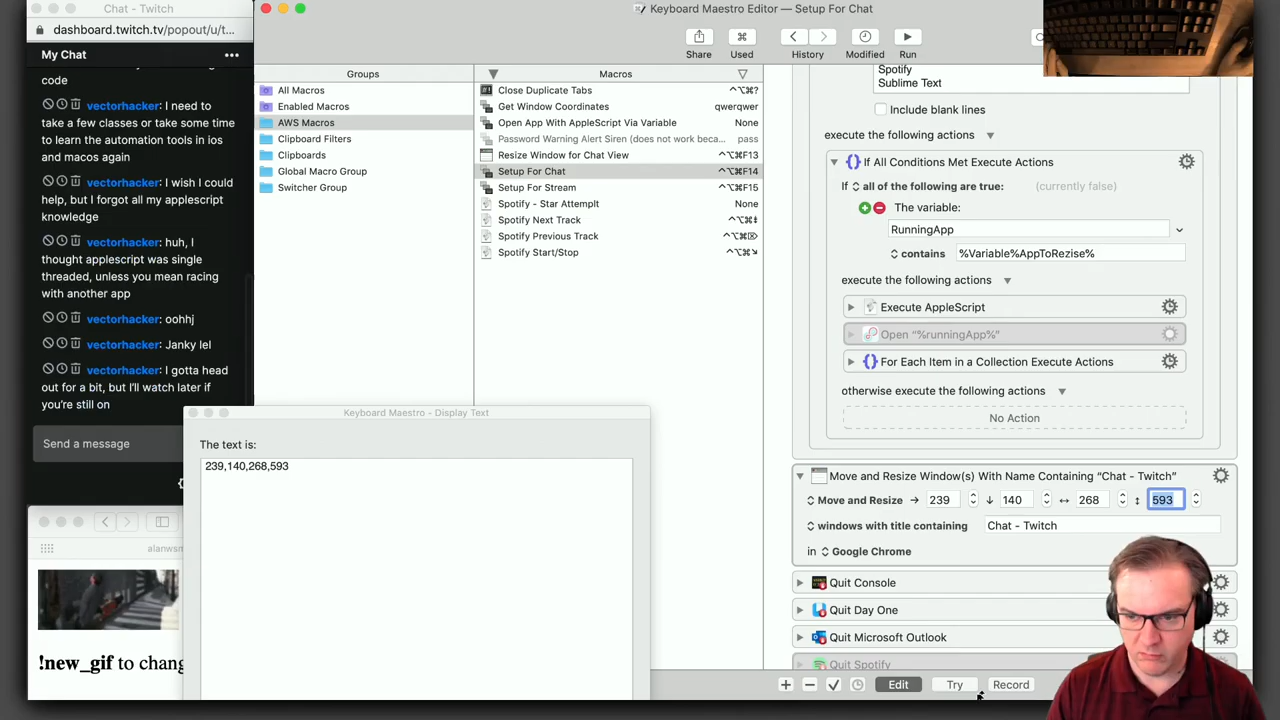 Chat - Twitch
dashboard.twitch.tv/popout/u/t...
My Chat
code
vectorhacker: I need to
take a few classes or take some time
to learn the automation tools in ios
and macos again
vectorhacker: I wish I could
help, but I forgot all my applescript
knowledge
vectorhacker: huh, I
thought applescript was single
threaded, unless you mean racing
with another app
vectorhacker: oohhj
vectorhacker: Janky lel
vectorhacker: I gotta head
out for a bit, but I'll watch later if
you're still on
Send a message
alanwsm
!new_gif to chang
Keyboard Maestro Editor — Setup For Chat
Share
Used
History
Modified
Run
Groups
All Macros
Enabled Macros
AWS Macros
Clipboard Filters
Clipboards
Global Macro Group
Switcher Group
Macros
Close Duplicate Tabs ^⌥⌘?
Get Window Coordinates qwerqwer
Open App With AppleScript Via Variable None
Password Warning Alert Siren (does not work beca... pass
Resize Window for Chat View ^⌥⌘F13
Setup For Chat ^⌥⌘F14
Setup For Stream ^⌥⌘F15
Spotify - Star AttempIt None
Spotify Next Track
Spotify Previous Track ^⌥⌘⌦
Spotify Start/Stop ^⌥⌘↘
Spotify
Sublime Text
Include blank lines
execute the following actions
If All Conditions Met Execute Actions
If all of the following are true: (currently false)
The variable:
RunningApp
contains %Variable%AppToRezise%
execute the following actions
Execute AppleScript
Open “%runningApp%”
For Each Item in a Collection Execute Actions
otherwise execute the following actions
No Action
Move and Resize Window(s) With Name Containing “Chat - Twitch”
Move and Resize → 239 ↓ 140 ↔ 268 ↕ 593
windows with title containing Chat - Twitch
in Google Chrome
Quit Console
Quit Day One
Quit Microsoft Outlook
Quit Spotify
Edit Try Record
Keyboard Maestro - Display Text
The text is:
239,140,268,593